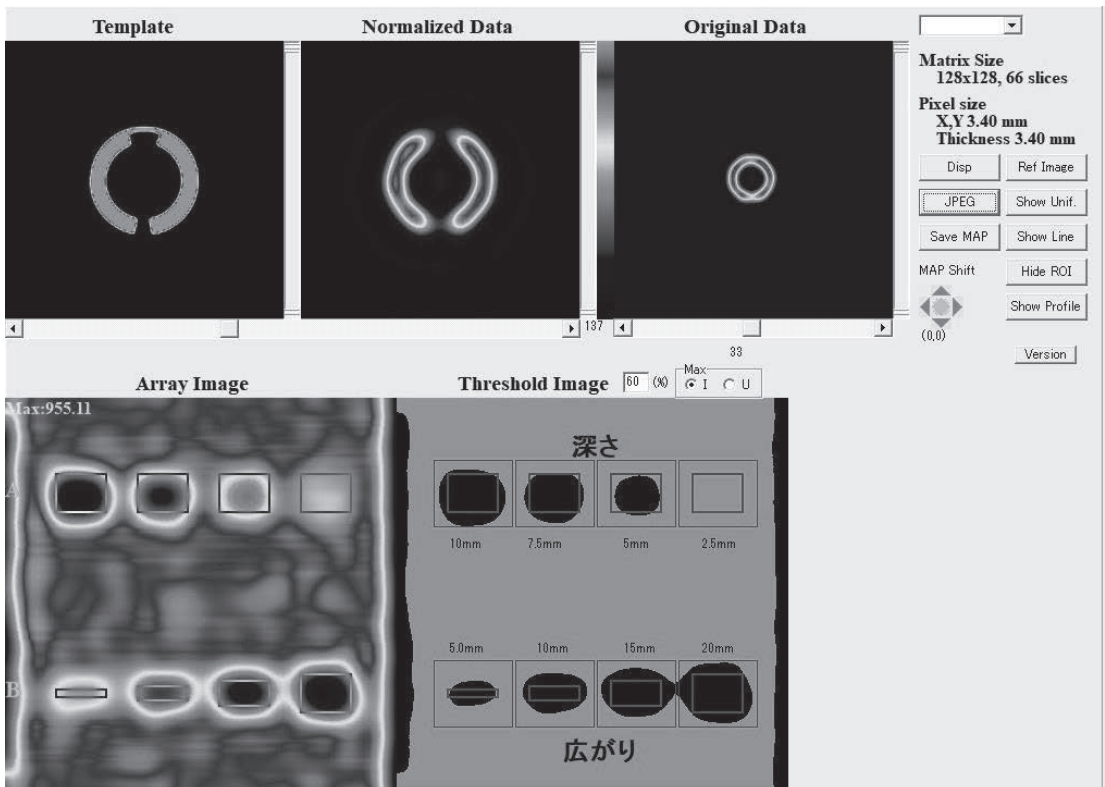 Template
Normalized Data
Original Data
Matrix Size
128x128, 66 slices
Pixel size
X,Y 3.40 mm
Thickness 3.40 mm
Disp
Ref Image
JPEG
Show Unif.
Save MAP
Show Line
MAP Shift
Hide ROI
Show Profile
(0,0)
Version
137
33
Array Image
Threshold Image 60 (%)
Max
I U
Max:955.11
深さ
A
10mm 7.5mm 5mm 2.5mm
5.0mm 10mm 15mm 20mm
B
広がり